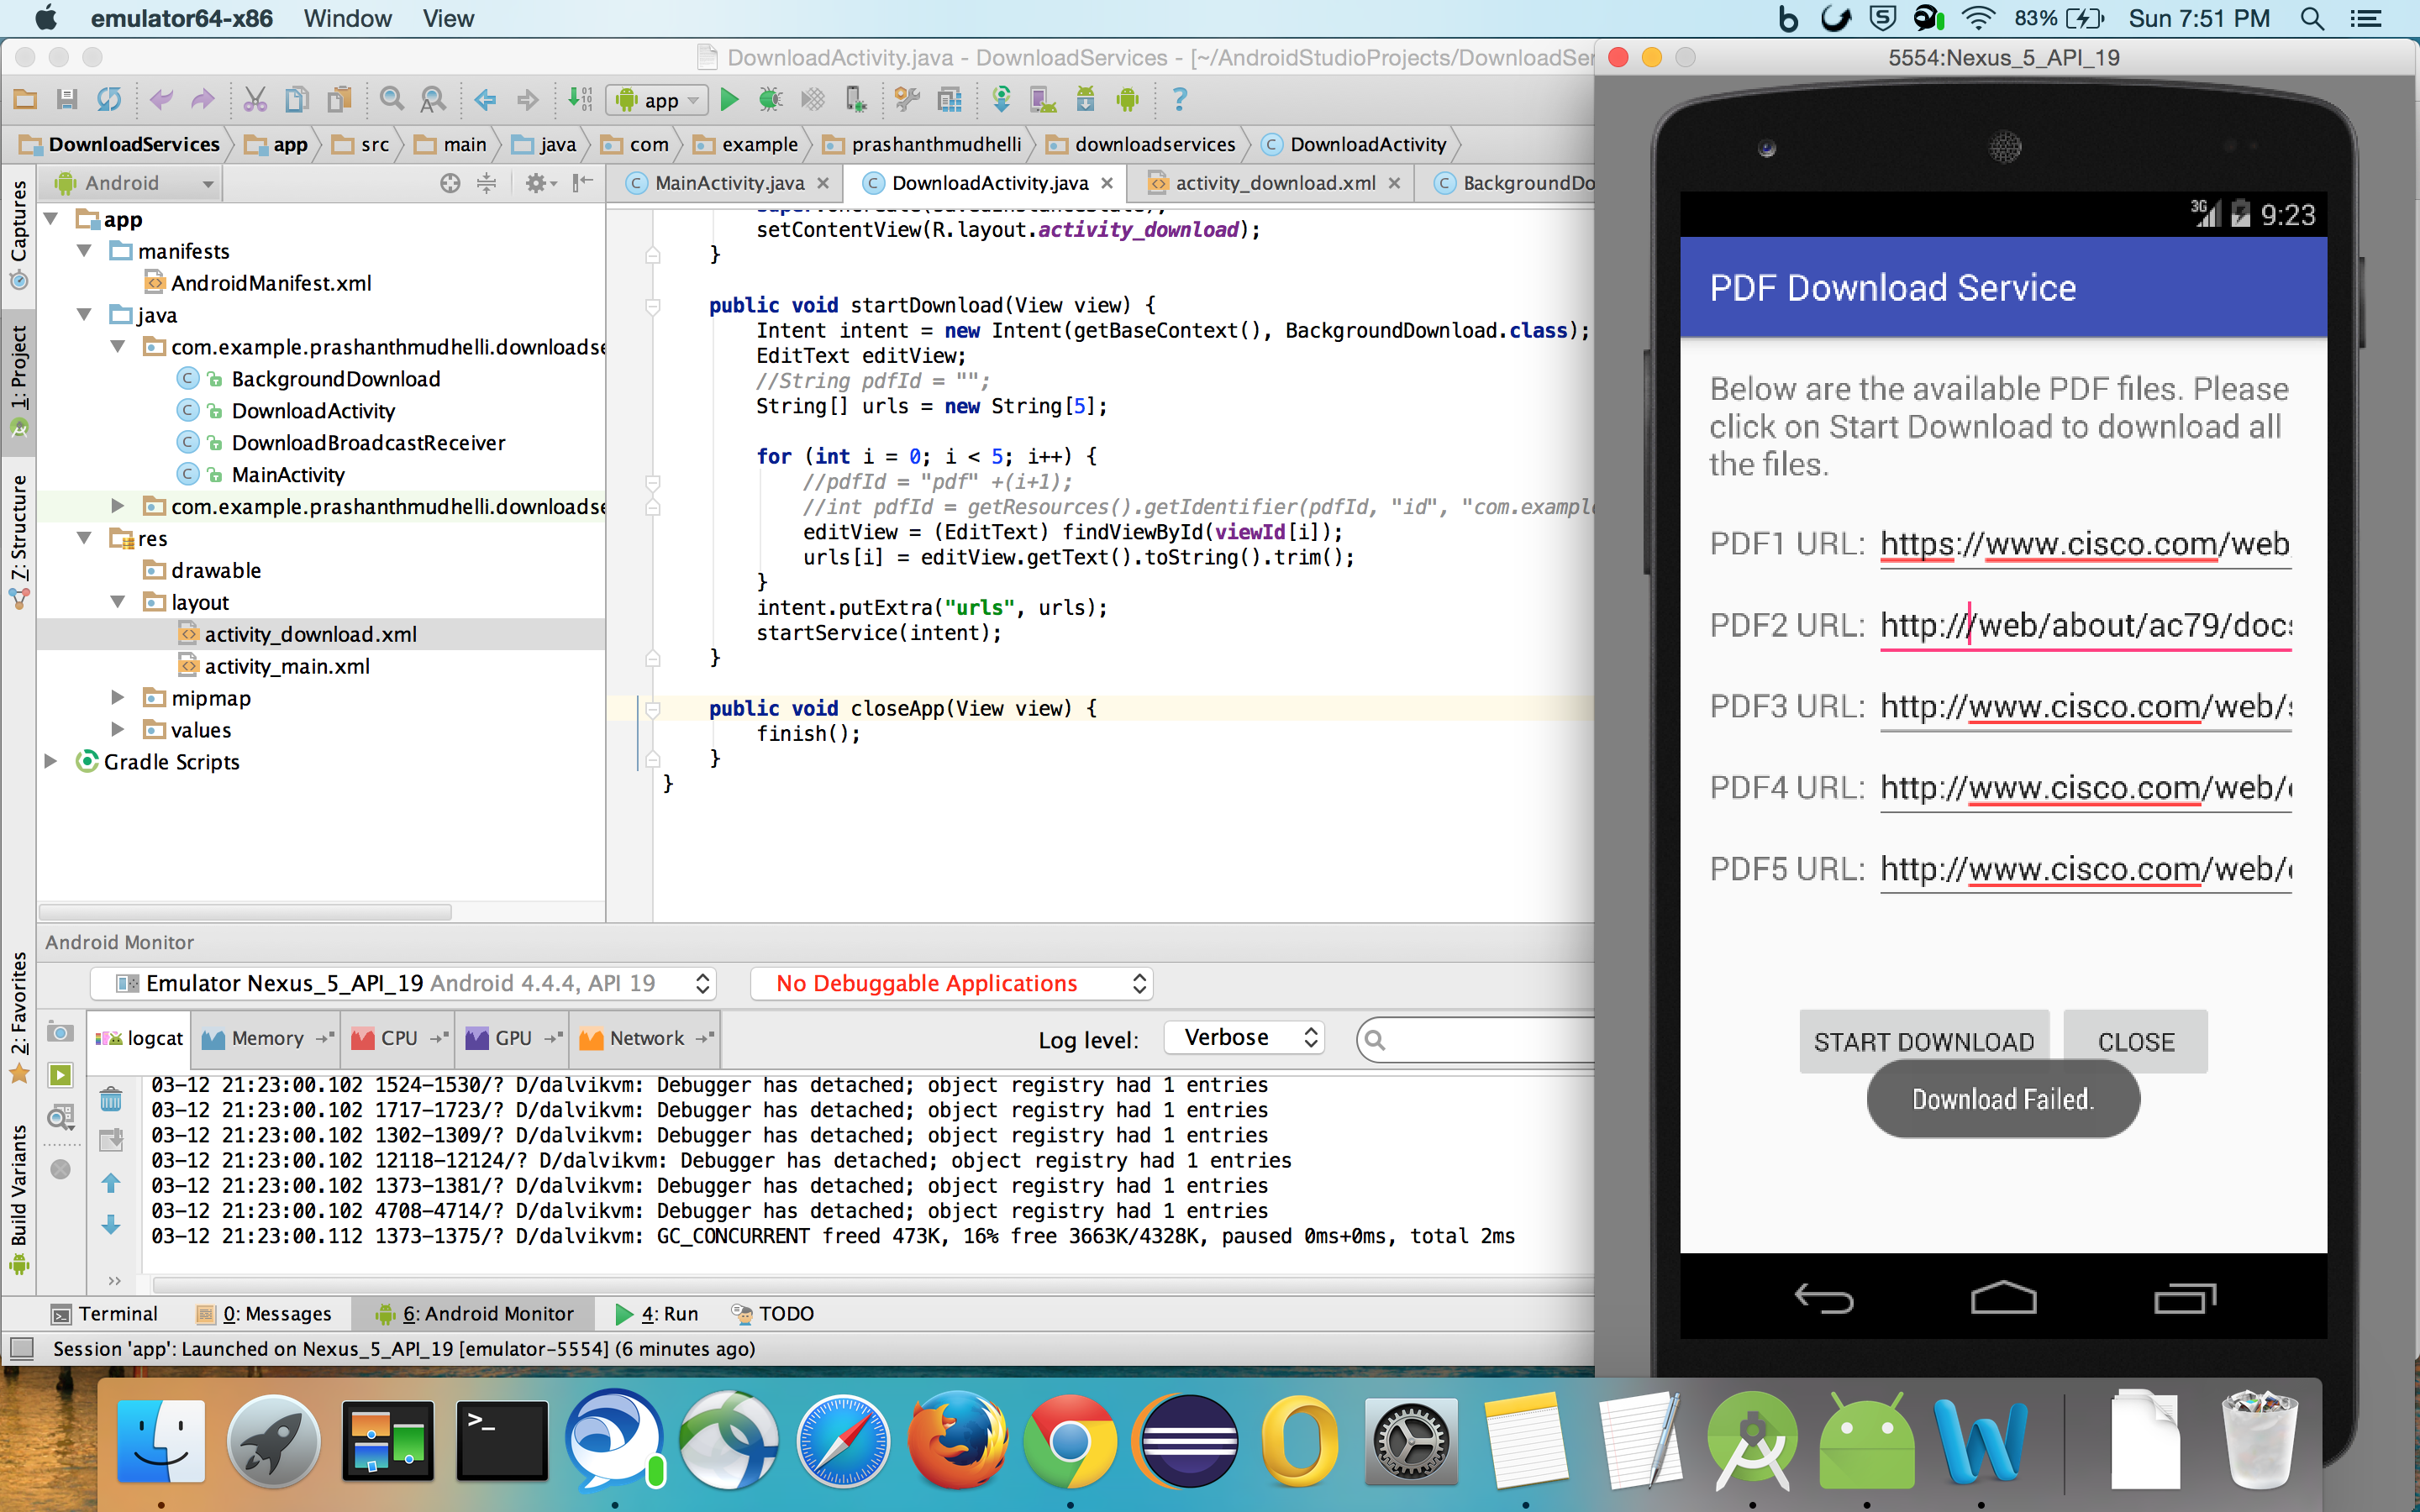 emulator64-x86 Window View
83% Sun 7:51 PM
DownloadActivity.java - DownloadServices - [~/AndroidStudioProjects/DownloadSer
app
DownloadServices app src main java com example prashanthmudhelli downloadservices DownloadActivity
Android
MainActivity.java DownloadActivity.java activity_download.xml BackgroundDo
Captures
1: Project
Z: Structure
2: Favorites
Build Variants
app
manifests
AndroidManifest.xml
java
com.example.prashanthmudhelli.downloadse
BackgroundDownload
DownloadActivity
DownloadBroadcastReceiver
MainActivity
com.example.prashanthmudhelli.downloadse
res
drawable
layout
activity_download.xml
activity_main.xml
mipmap
values
Gradle Scripts
setContentView(R.layout.activity_download);
}
public void startDownload(View view) {
Intent intent = new Intent(getBaseContext(), BackgroundDownload.class);
EditText editView;
//String pdfId = "";
String[] urls = new String[5];
for (int i = 0; i < 5; i++) {
//pdfId = "pdf" +(i+1);
//int pdfId = getResources().getIdentifier(pdfId, "id", "com.exampl
editView = (EditText) findViewById(viewId[i]);
urls[i] = editView.getText().toString().trim();
}
intent.putExtra("urls", urls);
startService(intent);
}
public void closeApp(View view) {
finish();
}
}
Android Monitor
Emulator Nexus_5_API_19 Android 4.4.4, API 19 No Debuggable Applications
logcat Memory CPU GPU Network Log level: Verbose
03-12 21:23:00.102 1524-1530/? D/dalvikvm: Debugger has detached; object registry had 1 entries
03-12 21:23:00.102 1717-1723/? D/dalvikvm: Debugger has detached; object registry had 1 entries
03-12 21:23:00.102 1302-1309/? D/dalvikvm: Debugger has detached; object registry had 1 entries
03-12 21:23:00.102 12118-12124/? D/dalvikvm: Debugger has detached; object registry had 1 entries
03-12 21:23:00.102 1373-1381/? D/dalvikvm: Debugger has detached; object registry had 1 entries
03-12 21:23:00.102 4708-4714/? D/dalvikvm: Debugger has detached; object registry had 1 entries
03-12 21:23:00.112 1373-1375/? D/dalvikvm: GC_CONCURRENT freed 473K, 16% free 3663K/4328K, paused 0ms+0ms, total 2ms
Terminal 0: Messages 6: Android Monitor 4: Run TODO
Session 'app': Launched on Nexus_5_API_19 [emulator-5554] (6 minutes ago)
5554:Nexus_5_API_19
3G 9:23
PDF Download Service
Below are the available PDF files. Please
click on Start Download to download all
the files.
PDF1 URL: https://www.cisco.com/web
PDF2 URL: http:///web/about/ac79/docs
PDF3 URL: http://www.cisco.com/web/s
PDF4 URL: http://www.cisco.com/web/
PDF5 URL: http://www.cisco.com/web/
START DOWNLOAD CLOSE
Download Failed.